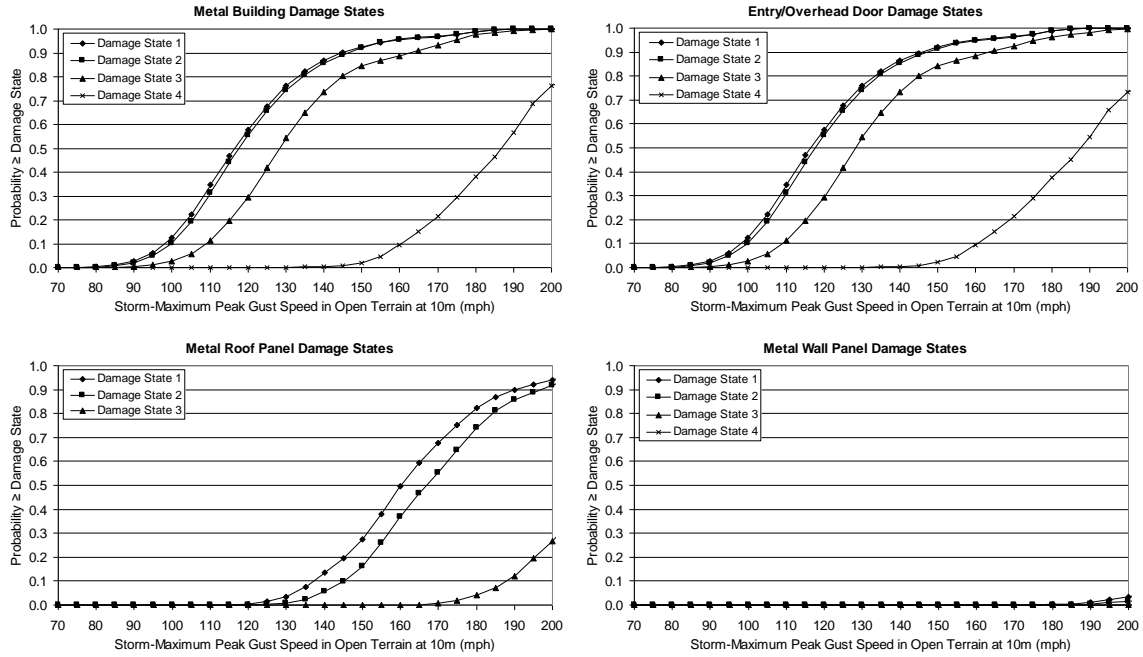 Metal Building Damage States
Probability ≥ Damage State
1.0
0.9
0.8
0.7
0.6
0.5
0.4
0.3
0.2
0.1
0.0
Damage State 1
Damage State 2
Damage State 3
Damage State 4
70 80 90 100 110 120 130 140 150 160 170 180 190 200
Storm-Maximum Peak Gust Speed in Open Terrain at 10m (mph)
Entry/Overhead Door Damage States
Probability ≥ Damage State
1.0
0.9
0.8
0.7
0.6
0.5
0.4
0.3
0.2
0.1
0.0
Damage State 1
Damage State 2
Damage State 3
Damage State 4
70 80 90 100 110 120 130 140 150 160 170 180 190 200
Storm-Maximum Peak Gust Speed in Open Terrain at 10m (mph)
Metal Roof Panel Damage States
Probability ≥ Damage State
1.0
0.9
0.8
0.7
0.6
0.5
0.4
0.3
0.2
0.1
0.0
Damage State 1
Damage State 2
Damage State 3
70 80 90 100 110 120 130 140 150 160 170 180 190 200
Storm-Maximum Peak Gust Speed in Open Terrain at 10m (mph)
Metal Wall Panel Damage States
Probability ≥ Damage State
1.0
0.9
0.8
0.7
0.6
0.5
0.4
0.3
0.2
0.1
0.0
Damage State 1
Damage State 2
Damage State 3
Damage State 4
70 80 90 100 110 120 130 140 150 160 170 180 190 200
Storm-Maximum Peak Gust Speed in Open Terrain at 10m (mph)